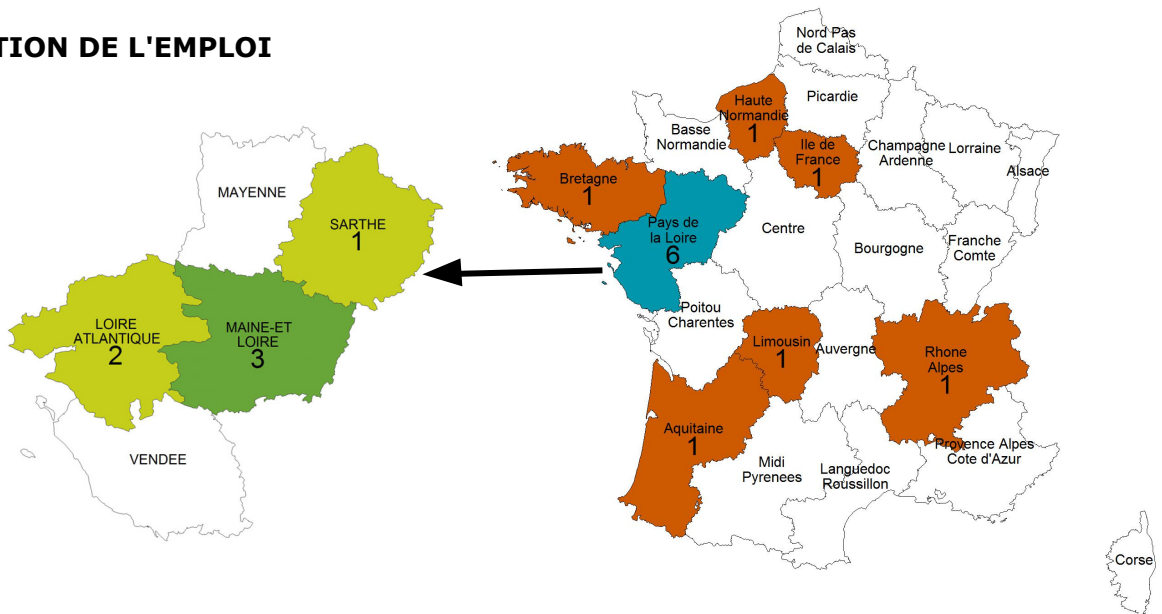 TION DE L'EMPLOI
MAYENNE
SARTHE
1
LOIRE
ATLANTIQUE
2
MAINE-ET
LOIRE
3
VENDEE
Nord Pas
de Calais
Picardie
Haute
Normandie
1
Basse
Normandie
Ile de
France
1
Champagne
Ardenne
Lorraine
Alsace
Bretagne
1
Pays de
la Loire
6
Centre
Bourgogne
Franche
Comte
Poitou
Charentes
Limousin
1
Auvergne
Rhone
Alpes
1
Aquitaine
1
Midi
Pyrenees
Languedoc
Roussillon
Provence Alpes
Cote d'Azur
Corse